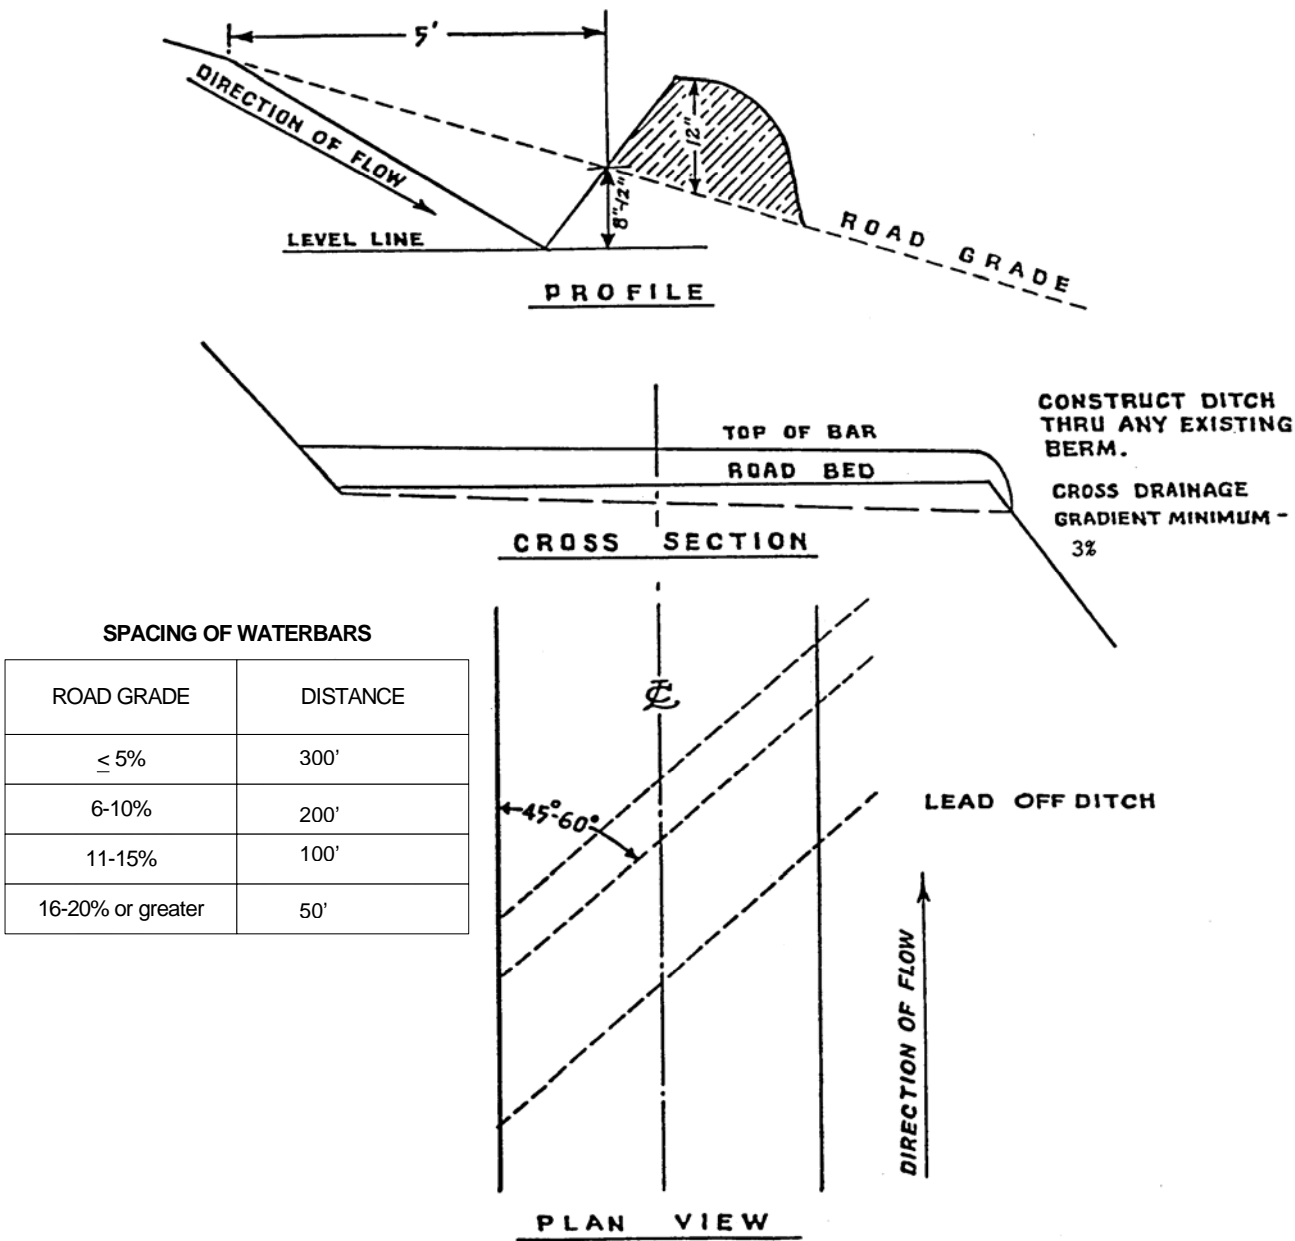 5'
DIRECTION OF FLOW
12"
8"-12"
LEVEL LINE
ROAD GRADE
PROFILE
TOP OF BAR
ROAD BED
CROSS SECTION
CONSTRUCT DITCH
THRU ANY EXISTING
BERM.
CROSS DRAINAGE
GRADIENT MINIMUM -
3%
SPACING OF WATERBARS
ROAD GRADE DISTANCE
≤ 5% 300’
6-10% 200’
11-15% 100’
16-20% or greater 50’
CL
45°-60°
LEAD OFF DITCH
DIRECTION OF FLOW
PLAN VIEW